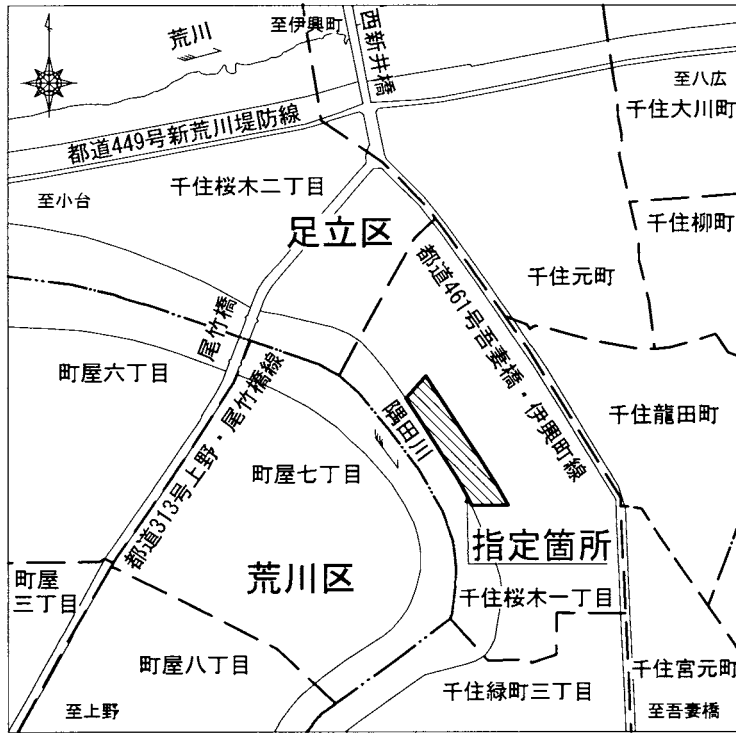 至伊興町
荒川
西新井橋
至八広
千住大川町
都道449号新荒川堤防線
至小台
千住桜木二丁目
千住柳町
足立区
都道461号吾妻橋・伊興町線
千住元町
尾竹橋
町屋六丁目
隅田川
千住龍田町
都道313号上野・尾竹橋線
町屋七丁目
指定箇所
荒川区
町屋
三丁目
千住桜木一丁目
町屋八丁目
千住宮元町
千住緑町三丁目
至上野
至吾妻橋